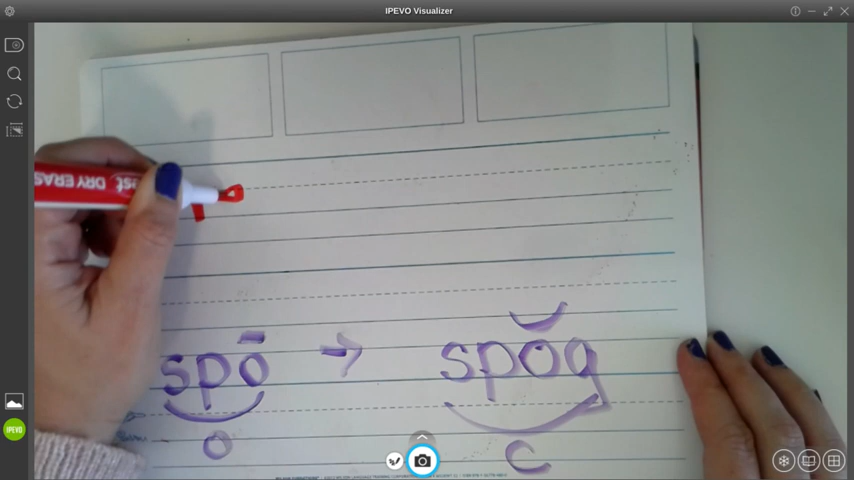 IPEVO Visualizer
DRY ERAS
spō → spŏg
o c
IPEVO